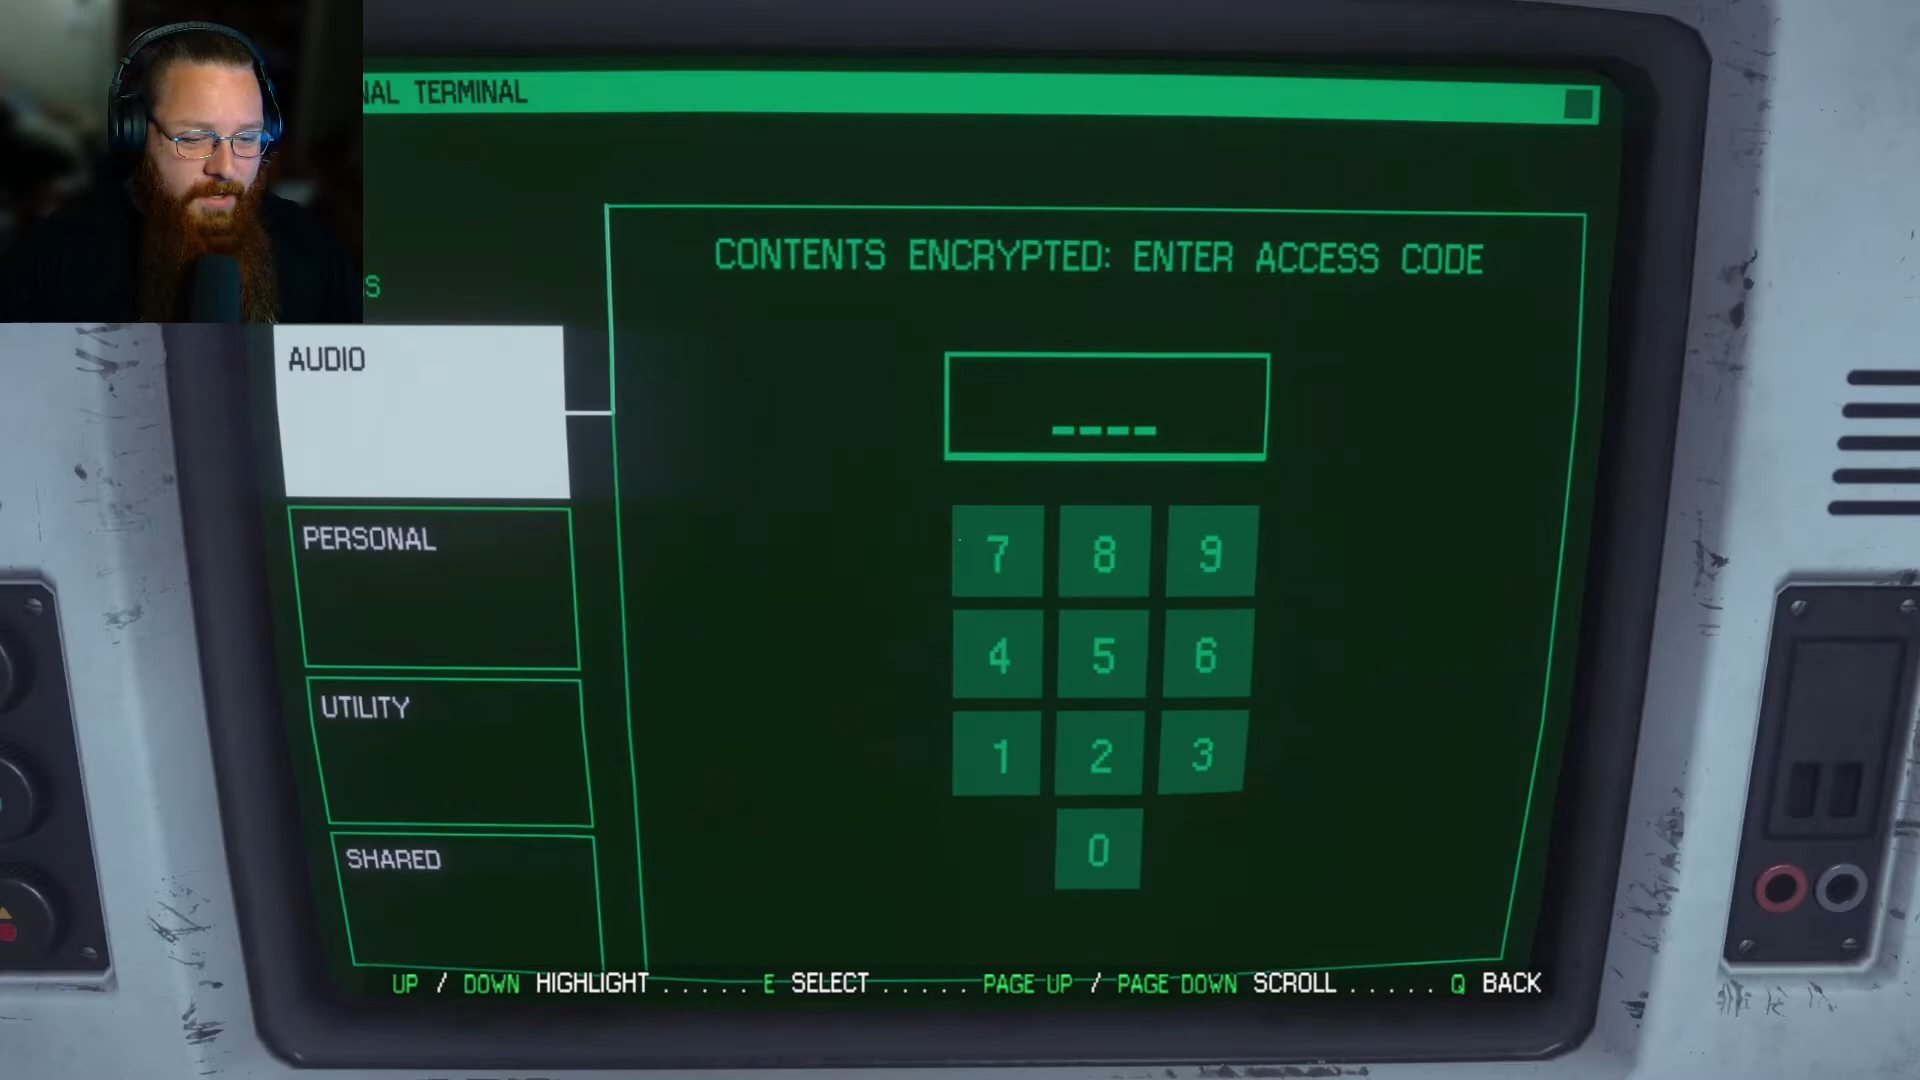 TERMINAL
CONTENTS ENCRYPTED: ENTER ACCESS CODE
AUDIO
7 8 9
PERSONAL
4 5 6
UTILITY
1 2 3
SHARED
0
UP / DOWN HIGHLIGHT ..... E SELECT ...... PAGE UP / PAGE DOWN SCROLL ..... Q BACK